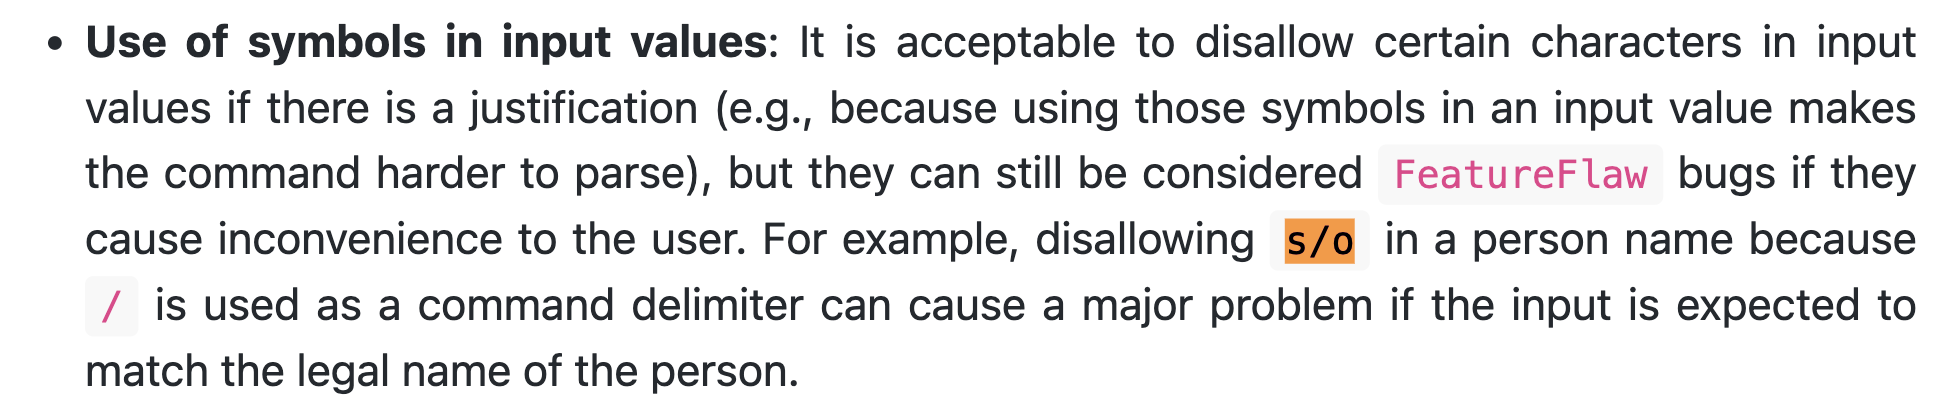 • Use of symbols in input values: It is acceptable to disallow certain characters in input
values if there is a justification (e.g., because using those symbols in an input value makes
the command harder to parse), but they can still be considered FeatureFlaw bugs if they
cause inconvenience to the user. For example, disallowing s/o in a person name because
/ is used as a command delimiter can cause a major problem if the input is expected to
match the legal name of the person.